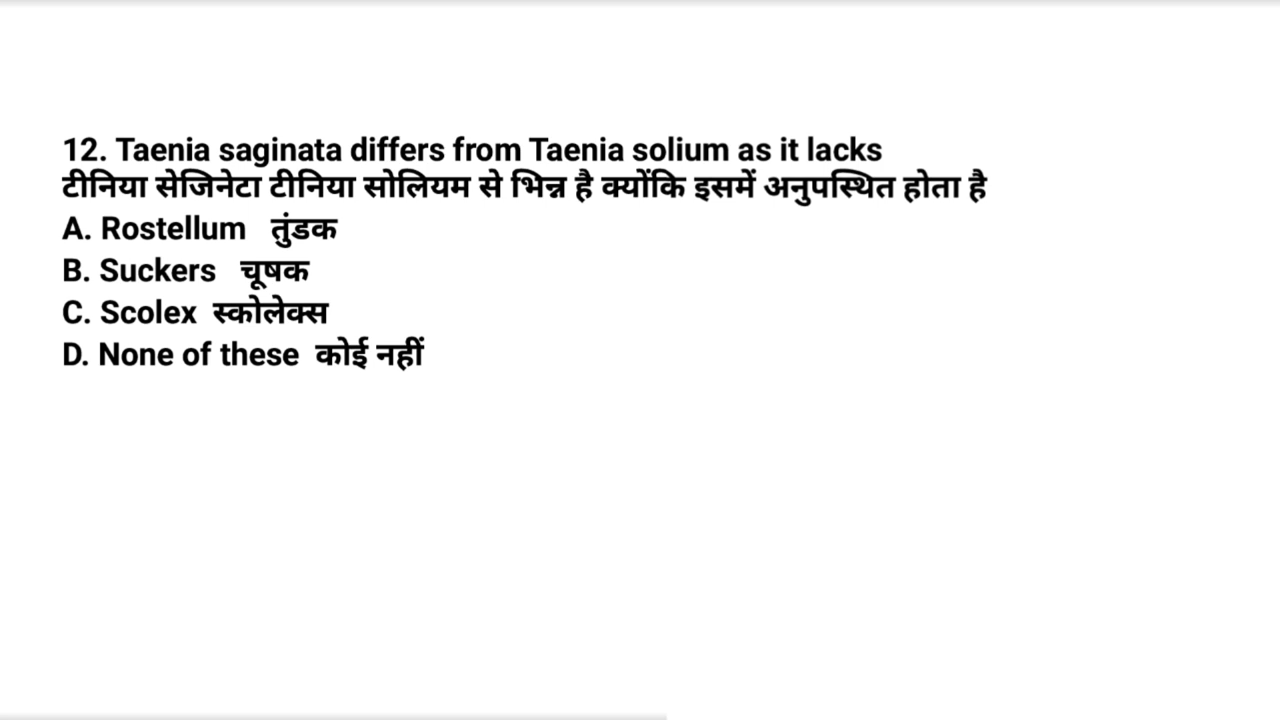 12. Taenia saginata differs from Taenia solium as it lacks
टीनिया सेजिनेटा टीनिया सोलियम से भिन्न है क्योंकि इसमें अनुपस्थित होता है
A. Rostellum तुंडक
B. Suckers चूषक
C. Scolex स्कोलेक्स
D. None of these कोई नहीं